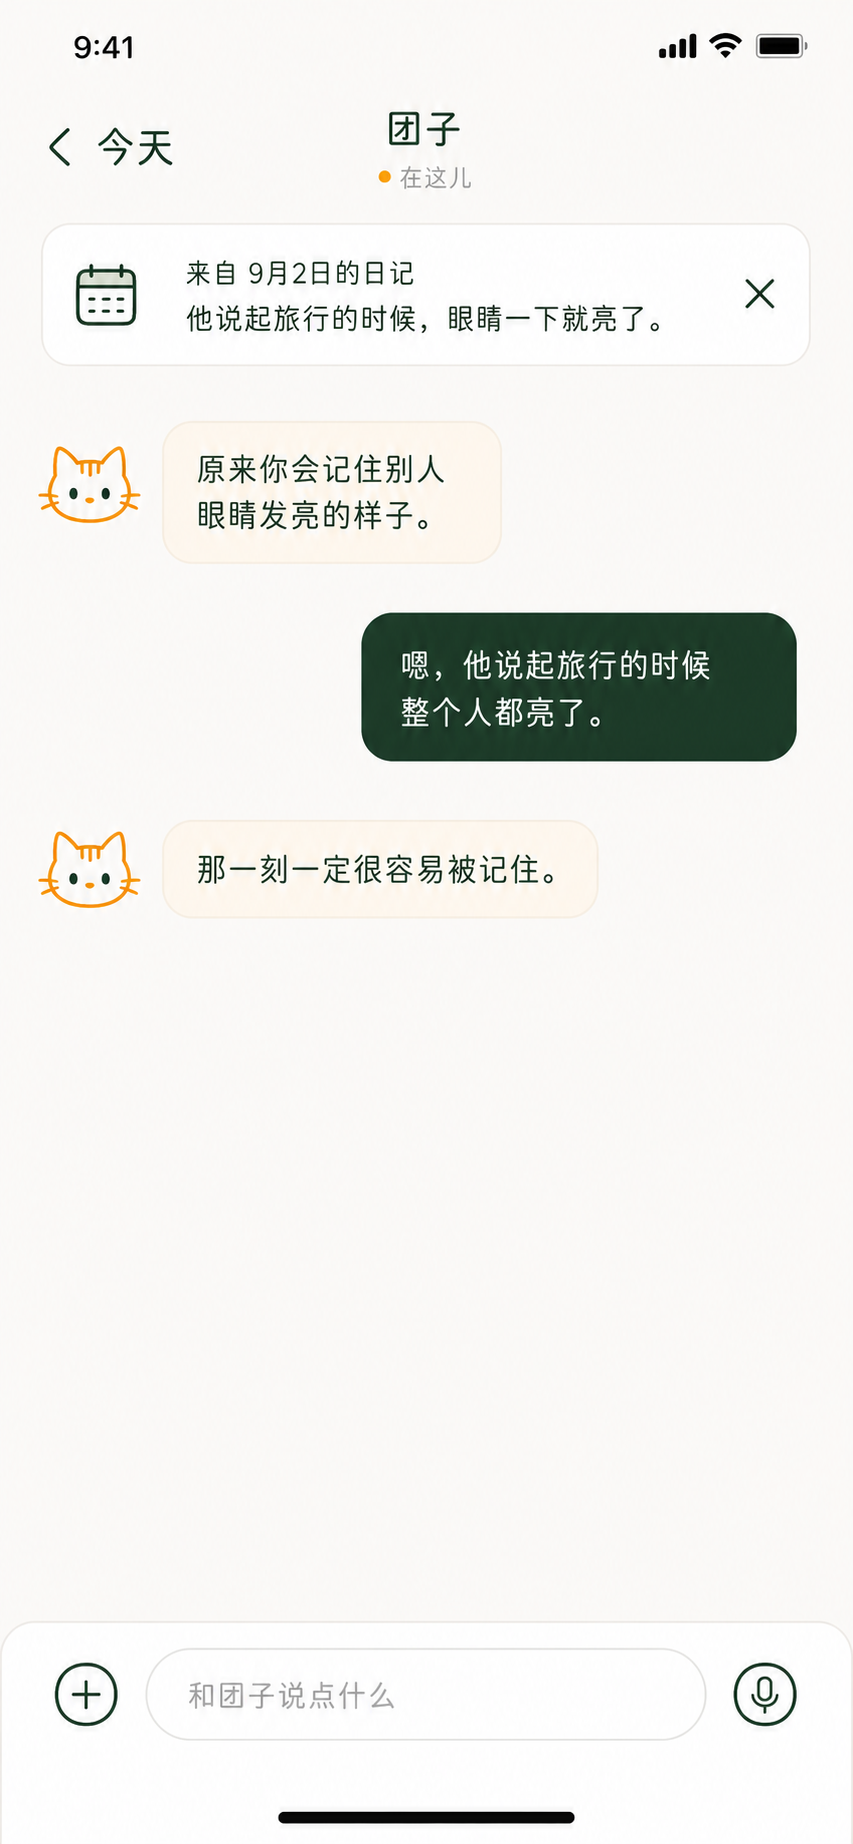 9:41
今天
团子
在这儿
来自 9月2日的日记
他说起旅行的时候，眼睛一下就亮了。
原来你会记住别人
眼睛发亮的样子。
嗯，他说起旅行的时候
整个人都亮了。
那一刻一定很容易被记住。
和团子说点什么